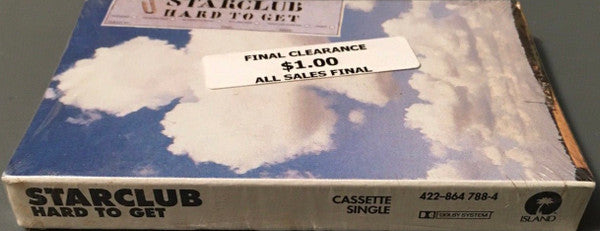 STARCLUB
HARD TO GET
FINAL CLEARANCE
$1.00
ALL SALES FINAL
STARCLUB
HARD TO GET
CASSETTE
SINGLE
422-864 788-4
DOLBY SYSTEM
ISLAND